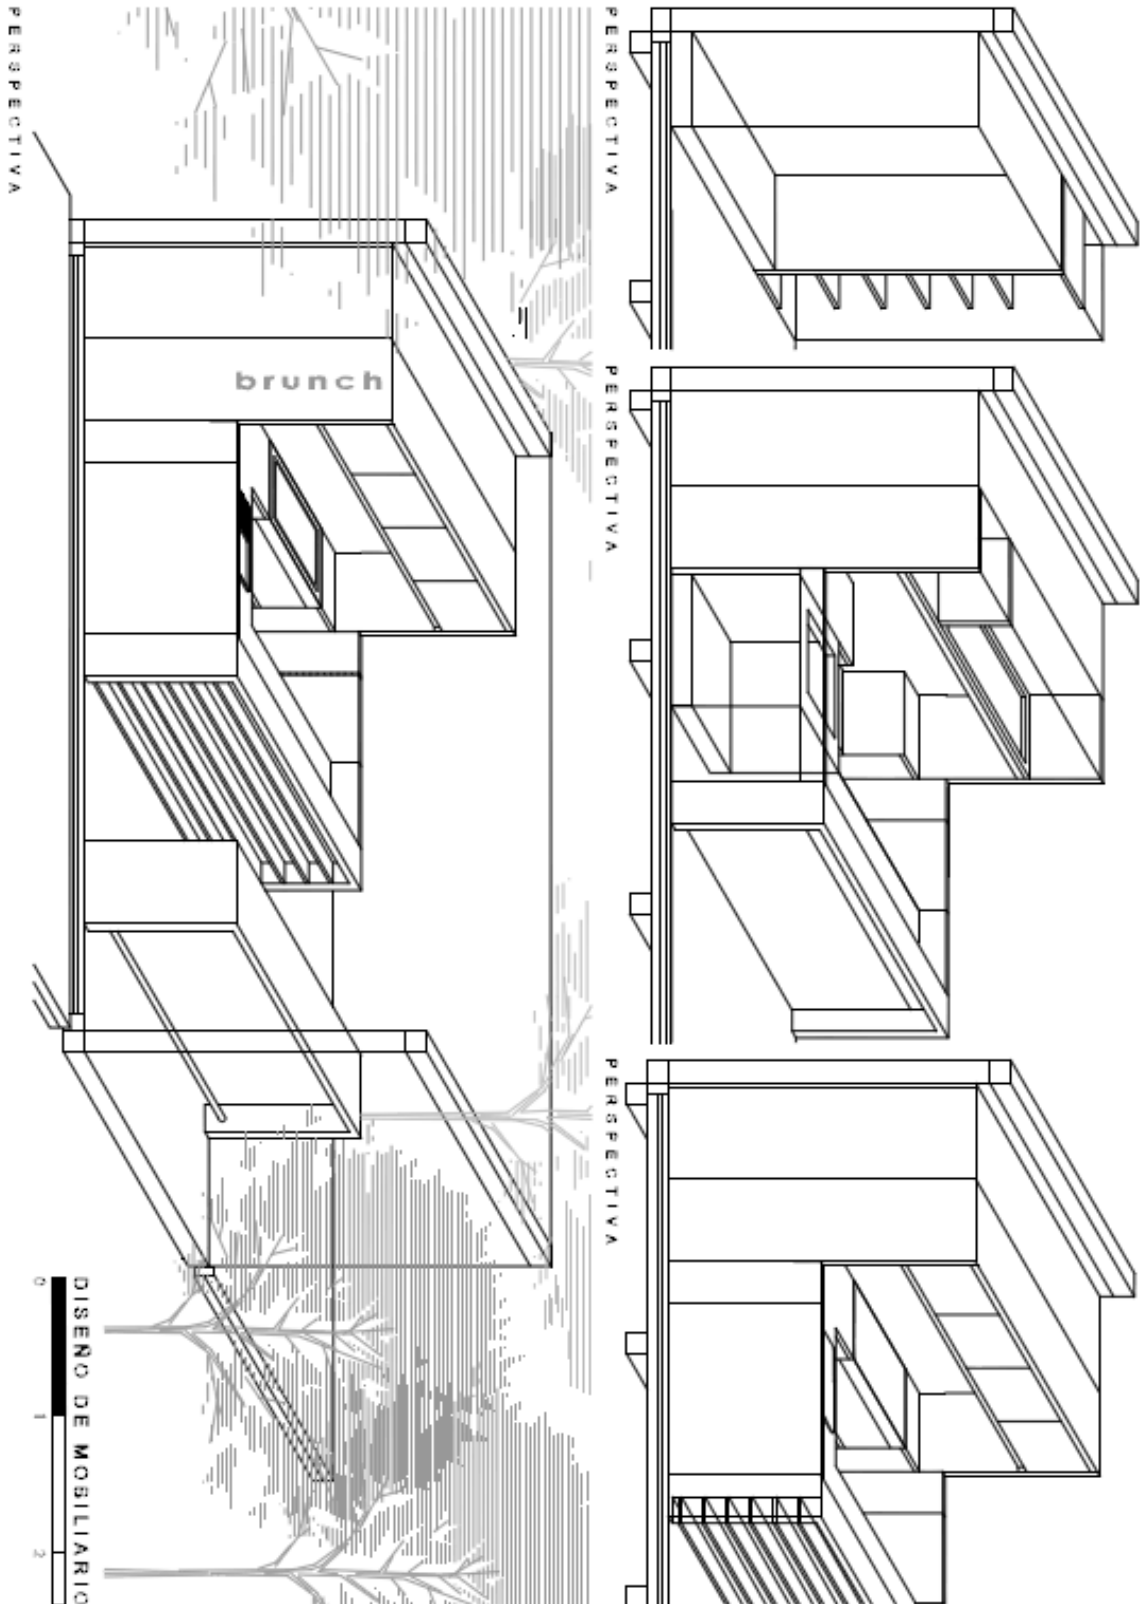 PERSPECTIVA
PERSPECTIVA
brunch
PERSPECTIVA
PERSPECTIVA
DISEÑO DE MOBILIARIO
0 1 2